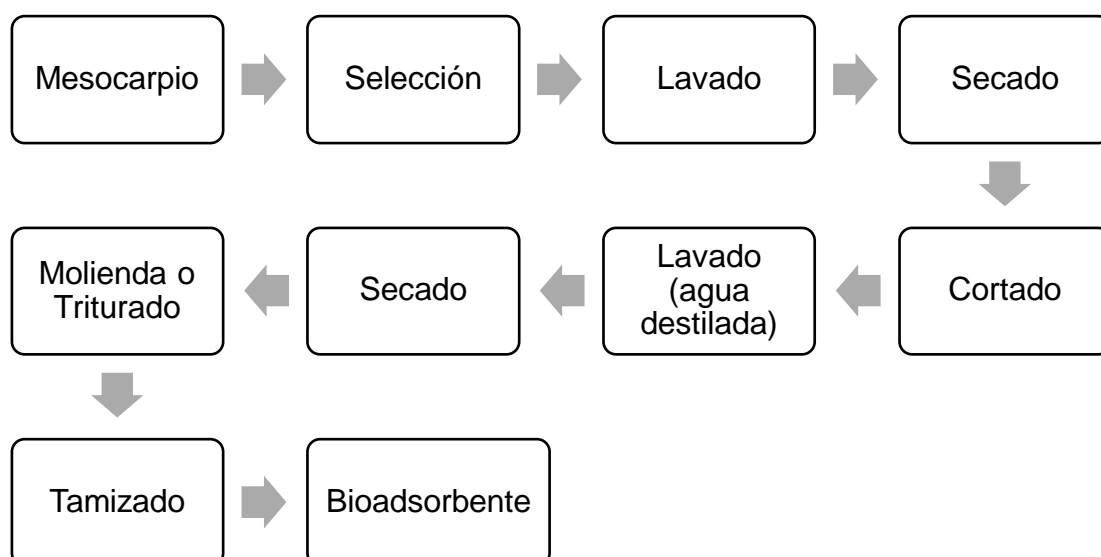 Mesocarpio
Selección
Lavado
Secado
Cortado
Lavado
(agua
destilada)
Secado
Molienda o
Triturado
Tamizado
Bioadsorbente